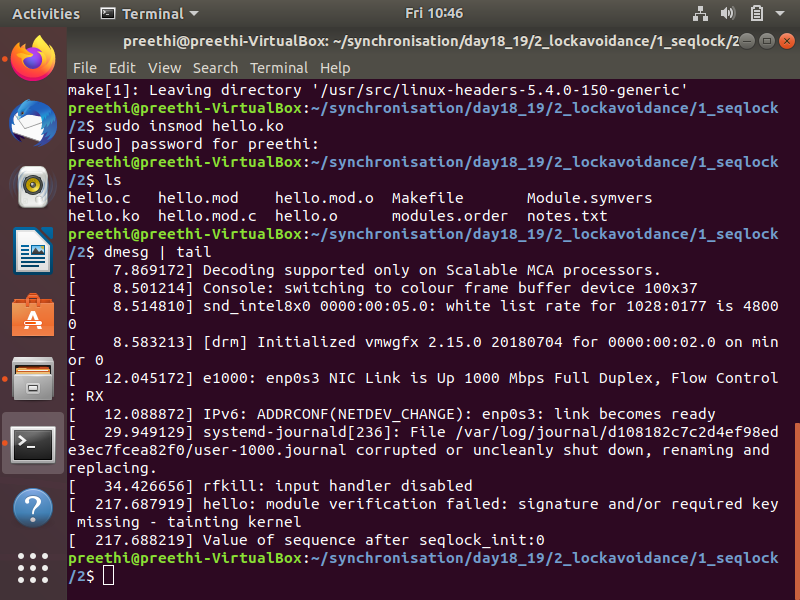 Activities Terminal Fri 10:46
preethi@preethi-VirtualBox: ~/synchronisation/day18_19/2_lockavoidance/1_seqlock/2
File Edit View Search Terminal Help
make[1]: Leaving directory '/usr/src/linux-headers-5.4.0-150-generic'
preethi@preethi-VirtualBox:~/synchronisation/day18_19/2_lockavoidance/1_seqlock
/2$ sudo insmod hello.ko
[sudo] password for preethi:
preethi@preethi-VirtualBox:~/synchronisation/day18_19/2_lockavoidance/1_seqlock
/2$ ls
hello.c   hello.mod    hello.mod.o  Makefile       Module.symvers
hello.ko  hello.mod.c  hello.o      modules.order  notes.txt
preethi@preethi-VirtualBox:~/synchronisation/day18_19/2_lockavoidance/1_seqlock
/2$ dmesg | tail
[    7.869172] Decoding supported only on Scalable MCA processors.
[    8.501214] Console: switching to colour frame buffer device 100x37
[    8.514810] snd_intel8x0 0000:00:05.0: white list rate for 1028:0177 is 4800
0
[    8.583213] [drm] Initialized vmwgfx 2.15.0 20180704 for 0000:00:02.0 on min
or 0
[   12.045172] e1000: enp0s3 NIC Link is Up 1000 Mbps Full Duplex, Flow Control
: RX
[   12.088872] IPv6: ADDRCONF(NETDEV_CHANGE): enp0s3: link becomes ready
[   29.949129] systemd-journald[236]: File /var/log/journal/d108182c7c2d4ef98ed
e3ec7fcea82f0/user-1000.journal corrupted or uncleanly shut down, renaming and
replacing.
[   34.426656] rfkill: input handler disabled
[  217.687919] hello: module verification failed: signature and/or required key
 missing - tainting kernel
[  217.688219] Value of sequence after seqlock_init:0
preethi@preethi-VirtualBox:~/synchronisation/day18_19/2_lockavoidance/1_seqlock
/2$